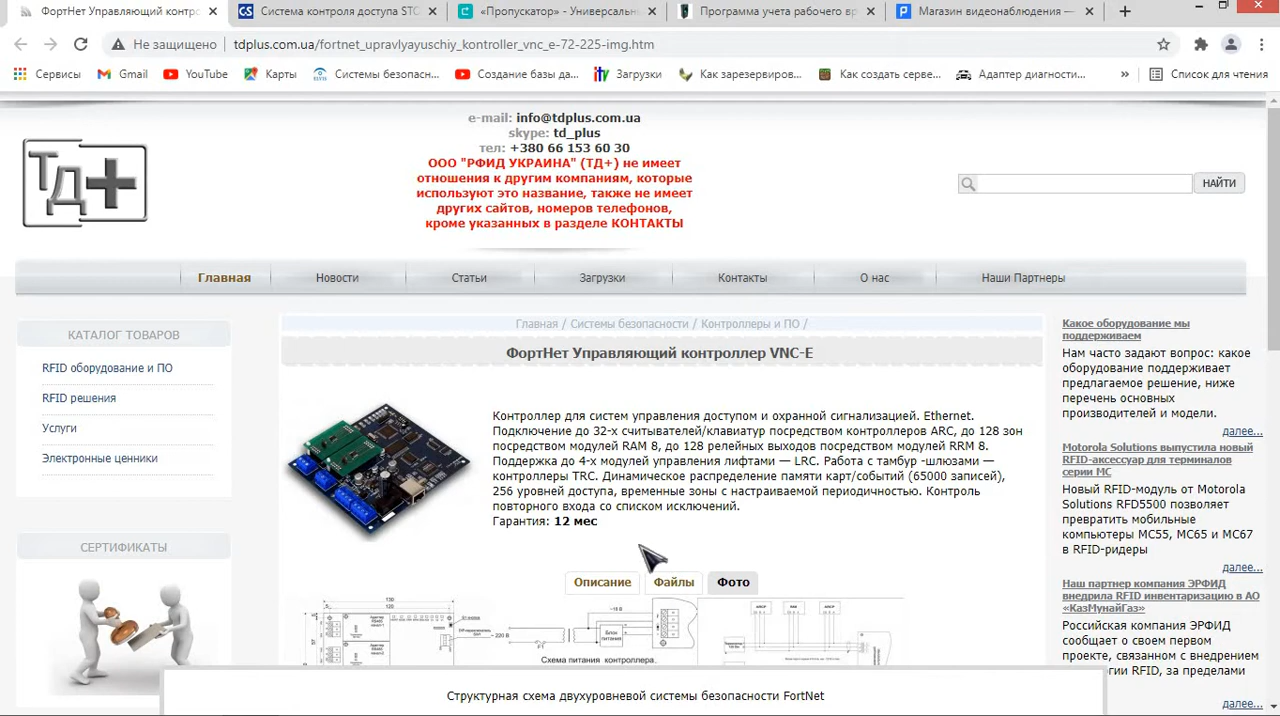 ФортНет Управляющий контро
Система контроля доступа STC
«Пропускатор» - Универсальн
Программа учета рабочего вр
Магазин видеонаблюдения —
Не защищено
tdplus.com.ua/fortnet_upravlyayuschiy_kontroller_vnc_e-72-225-img.htm
Сервисы
Gmail
YouTube
Карты
Системы безопасн...
Создание базы да...
Загрузки
Как зарезервиров...
Как создать серве...
Адаптер диагности...
»
Список для чтения
ТД+
e-mail: info@tdplus.com.ua
skype: td_plus
тел: +380 66 153 60 30
ООО "РФИД УКРАИНА" (ТД+) не имеет
отношения к другим компаниям, которые
используют это название, также не имеет
других сайтов, номеров телефонов,
кроме указанных в разделе КОНТАКТЫ
НАЙТИ
Главная
Новости
Статьи
Загрузки
Контакты
О нас
Наши Партнеры
КАТАЛОГ ТОВАРОВ
RFID оборудование и ПО
RFID решения
Услуги
Электронные ценники
СЕРТИФИКАТЫ
Главная / Системы безопасности / Контроллеры и ПО /
ФортНет Управляющий контроллер VNC-E
Контроллер для систем управления доступом и охранной сигнализацией. Ethernet.
Подключение до 32-х считывателей/клавиатур посредством контроллеров ARC, до 128 зон
посредством модулей RAM 8, до 128 релейных выходов посредством модулей RRM 8.
Поддержка до 4-х модулей управления лифтами — LRC. Работа с тамбур -шлюзами —
контроллеры TRC. Динамическое распределение памяти карт/событий (65000 записей),
256 уровней доступа, временные зоны с настраиваемой периодичностью. Контроль
повторного входа со списком исключений.
Гарантия: 12 мес
Описание
Файлы
Фото
130
120
~ 220 В
Блок
питания
Схема питания контроллера.
Структурная схема двухуровневой системы безопасности FortNet
Какое оборудование мы
поддерживаем
Нам часто задают вопрос: какое
оборудование поддерживает
предлагаемое решение, ниже
перечень основных
производителей и модели.
далее...
Motorola Solutions выпустила новый
RFID-аксессуар для терминалов
серии MC
Новый RFID-модуль от Motorola
Solutions RFD5500 позволяет
превратить мобильные
компьютеры MC55, MC65 и MC67
в RFID-ридеры
далее...
Наш партнер компания ЭРФИД
внедрила RFID инвентаризацию в АО
«КазМунайГаз»
Российская компания ЭРФИД
сообщает о своем первом
проекте, связанном с внедрением
огии RFID, за пределами
далее...